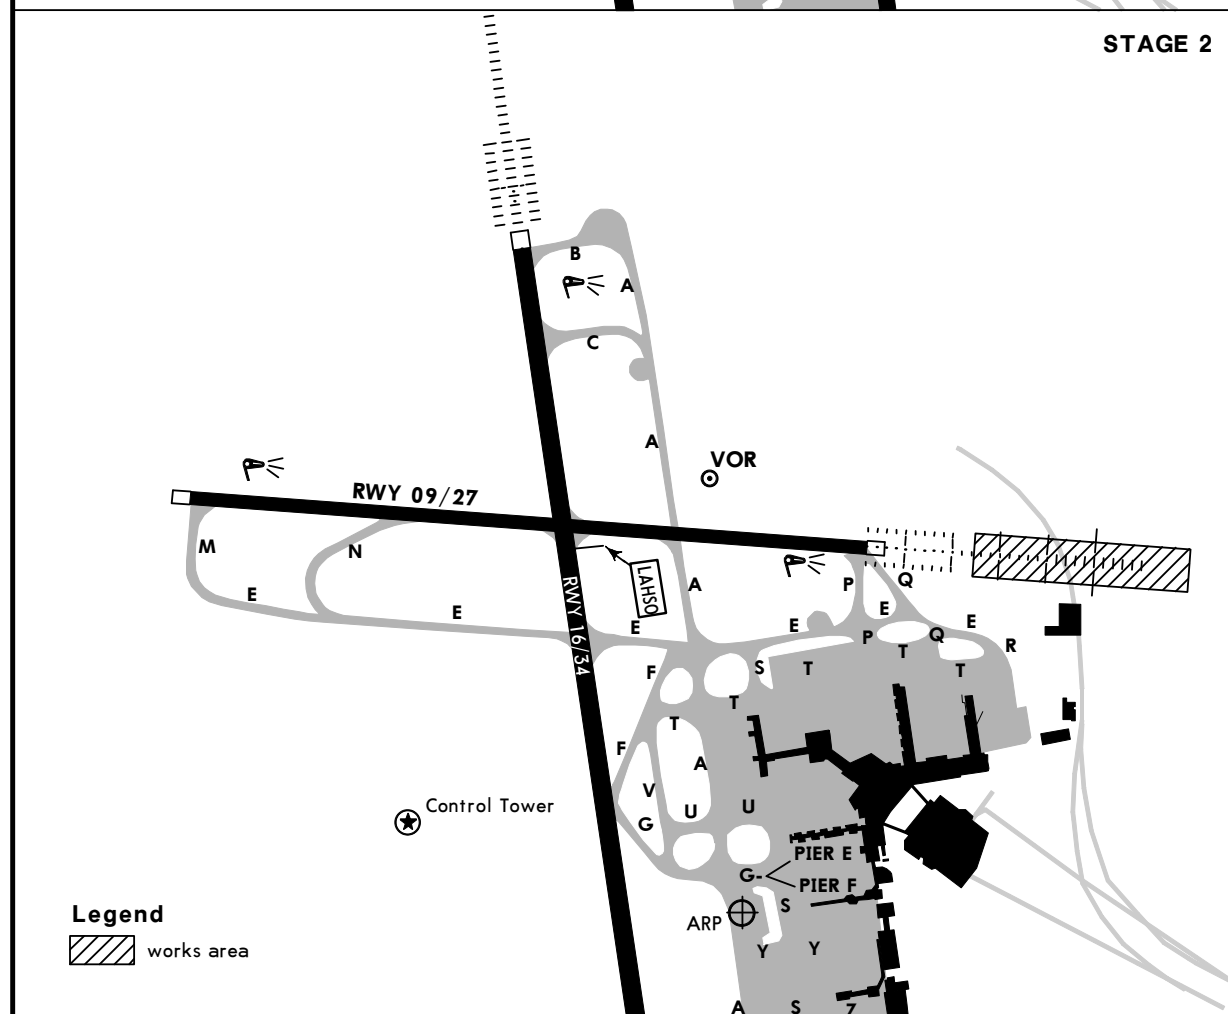 STAGE 2
B
A
C
A
VOR
RWY 09/27
M
N
A
P
Q
LAHSO
E
E
RWY 16/34
E
E
E
P
Q
E
R
F
S
T
T
T
T
T
F
A
V
U
U
G
Control Tower
PIER E
G-
PIER F
Legend
S
ARP
works area
Y
Y
A
S